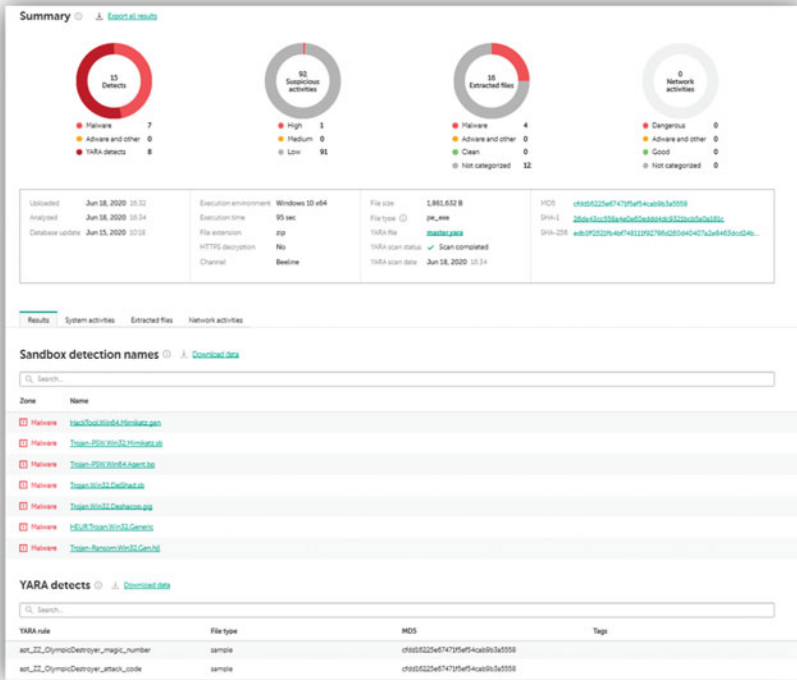 Summary Export all results
15
Detects
Malware 7
Adware and other 0
YARA detects 8
92
Suspicious
activities
High 1
Medium 0
Low 91
16
Extracted files
Malware 4
Adware and other 0
Clean 0
Not categorized 12
0
Network
activities
Dangerous 0
Adware and other 0
Good 0
Not categorized 0
Uploaded Jun 18, 2020 16:32
Analyzed Jun 18, 2020 16:34
Database update Jun 15, 2020 10:18
Execution environment Windows 10 x64
Execution time 95 sec
File extension zip
HTTPS decryption No
Channel Beeline
File size 1,861,632 B
File type pe_exe
YARA file master.yara
YARA scan status Scan completed
YARA scan date Jun 18, 2020 16:34
MD5 cfdd16225e67471f5ef54cab9b3a5558
SHA-1
SHA-256
Results System activities Extracted files Network activities
Sandbox detection names Download data
Search...
Zone Name
Malware HackTool.Win64.Mimikatz.gen
Malware Trojan-PSW.Win32.Mimikatz.sb
Malware Trojan-PSW.Win64.Agent.bp
Malware Trojan.Win32.DelShad.sb
Malware
Malware HEUR:Trojan.Win32.Generic
Malware
YARA detects Download data
Search...
YARA rule File type MD5 Tags
apt_ZZ_OlympicDestroyer_magic_number sample cfdd16225e67471f5ef54cab9b3a5558
apt_ZZ_OlympicDestroyer_attack_code sample cfdd16225e67471f5ef54cab9b3a5558